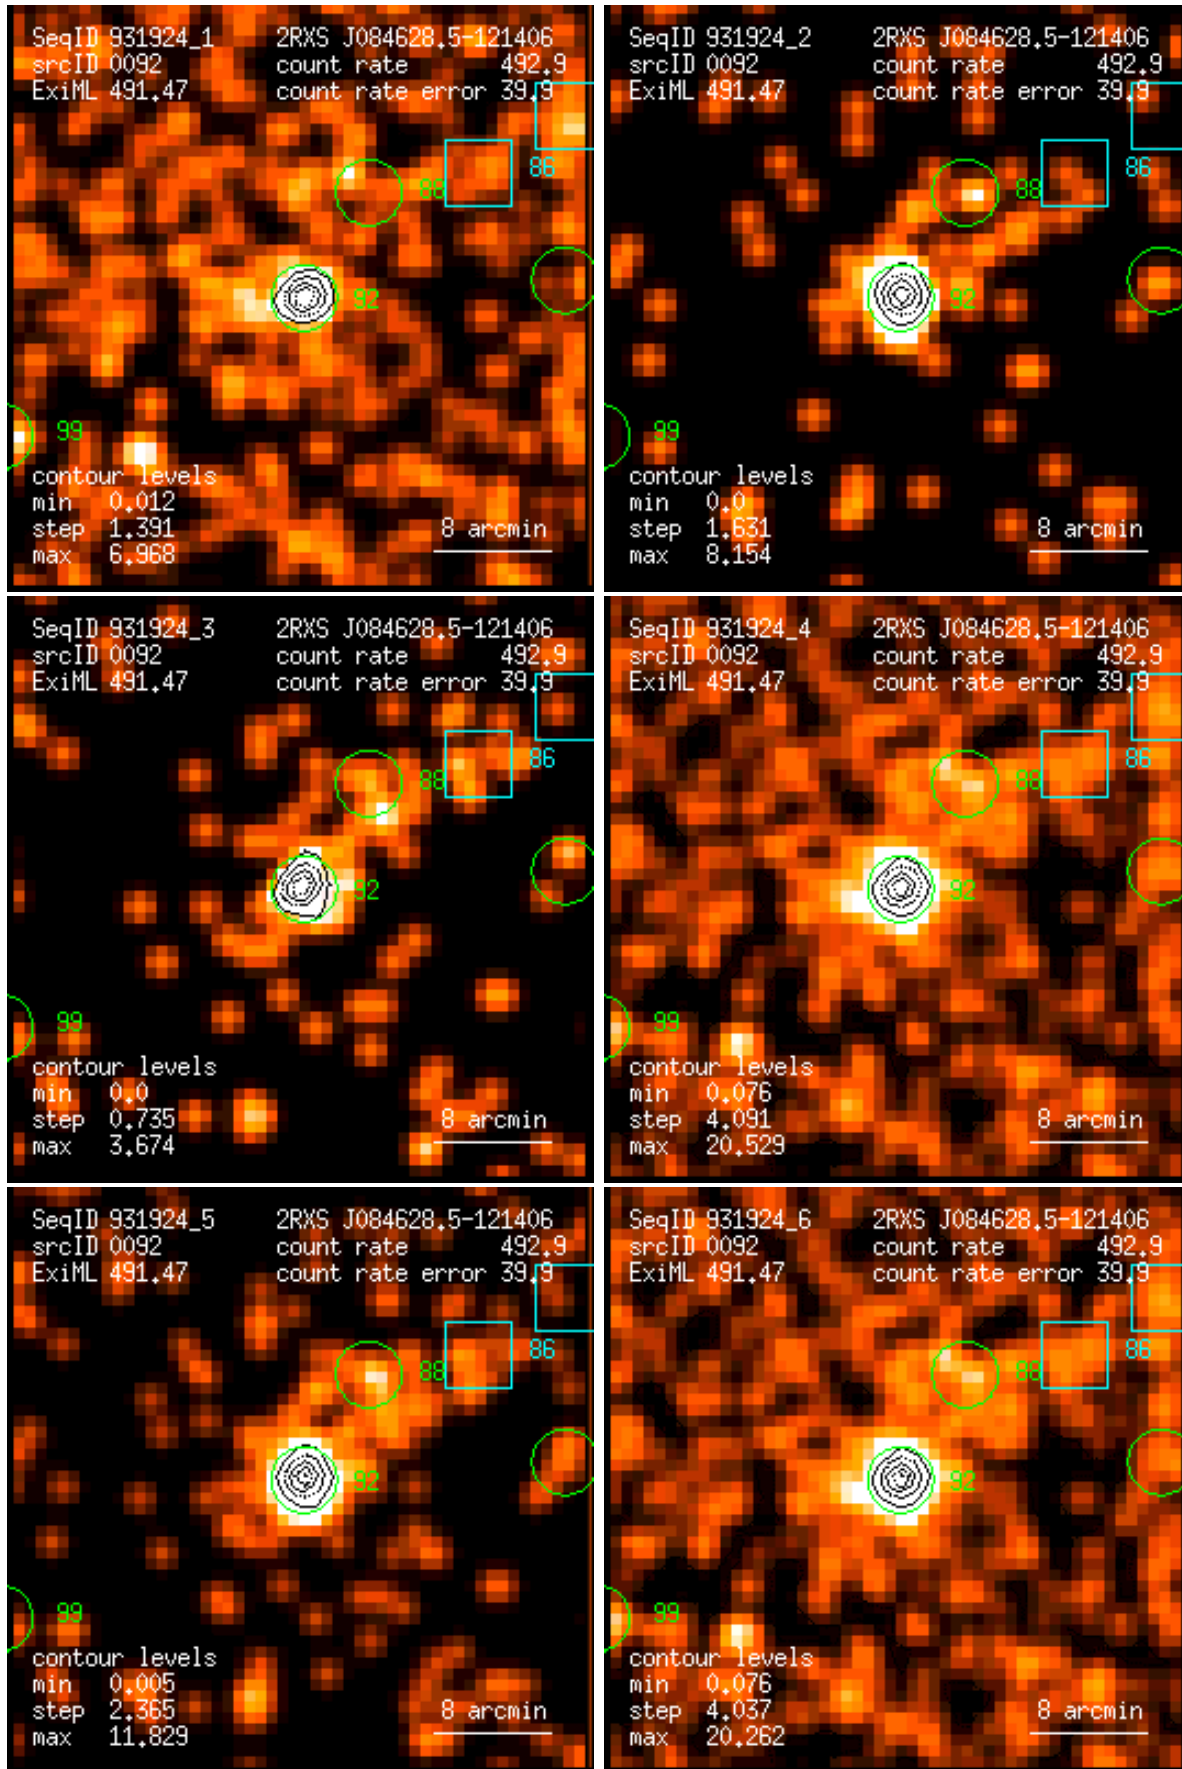 SeqID 931924_1 2RXS J084628.5-121406
srcID 0092 count rate 492.9
ExiML 491.47 count rate error 39.9
86
88
92
99
contour levels
min 0.012
step 1.391 8 arcmin
max 6.968
SeqID 931924_2 2RXS J084628.5-121406
srcID 0092 count rate 492.9
ExiML 491.47 count rate error 39.9
86
88
92
99
contour levels
min 0.0
step 1.631 8 arcmin
max 8.154
SeqID 931924_3 2RXS J084628.5-121406
srcID 0092 count rate 492.9
ExiML 491.47 count rate error 39.9
86
88
92
99
contour levels
min 0.0
step 0.735 8 arcmin
max 3.674
SeqID 931924_4 2RXS J084628.5-121406
srcID 0092 count rate 492.9
ExiML 491.47 count rate error 39.9
86
88
92
99
contour levels
min 0.076
step 4.091 8 arcmin
max 20.529
SeqID 931924_5 2RXS J084628.5-121406
srcID 0092 count rate 492.9
ExiML 491.47 count rate error 39.9
86
88
92
99
contour levels
min 0.005
step 2.365 8 arcmin
max 11.829
SeqID 931924_6 2RXS J084628.5-121406
srcID 0092 count rate 492.9
ExiML 491.47 count rate error 39.9
86
88
92
99
contour levels
min 0.076
step 4.037 8 arcmin
max 20.262